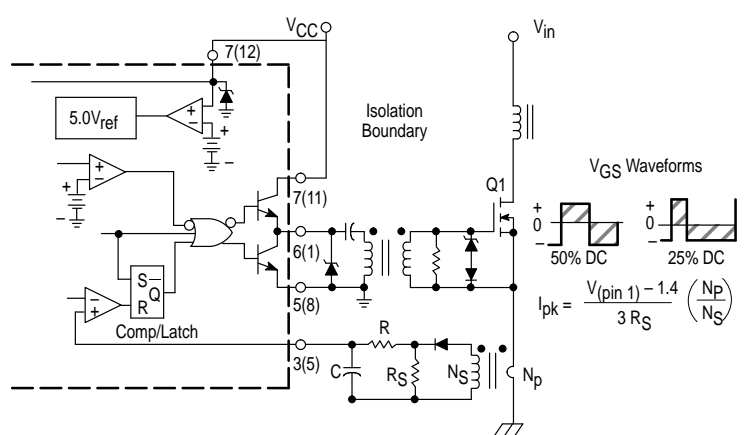 VCC
Vin
7(12)
5.0Vref
+
–
+
–
Isolation
Boundary
+
–
+
–
7(11)
Q1
VGS Waveforms
+
0
–
50% DC
+
0
–
25% DC
6(1)
S
R
Q
–
+
5(8)
Comp/Latch
Ipk = V(pin 1) – 1.4 / 3 RS (NP / NS)
3(5)
R
C
RS
NS
Np